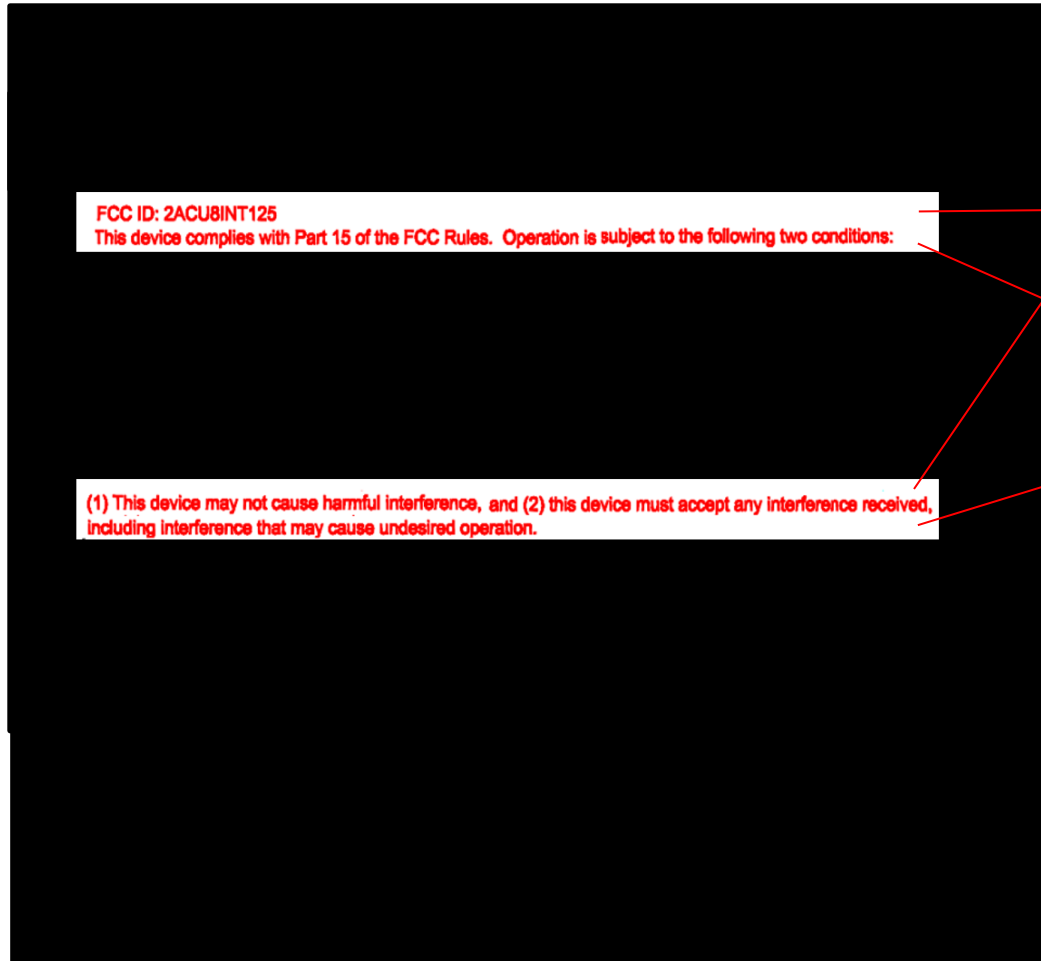 FCC ID: 2ACU8INT125
This device complies with Part 15 of the FCC Rules. Operation is subject to the following two conditions:
(1) This device may not cause harmful interference, and (2) this device must accept any interference received,
including interference that may cause undesired operation.